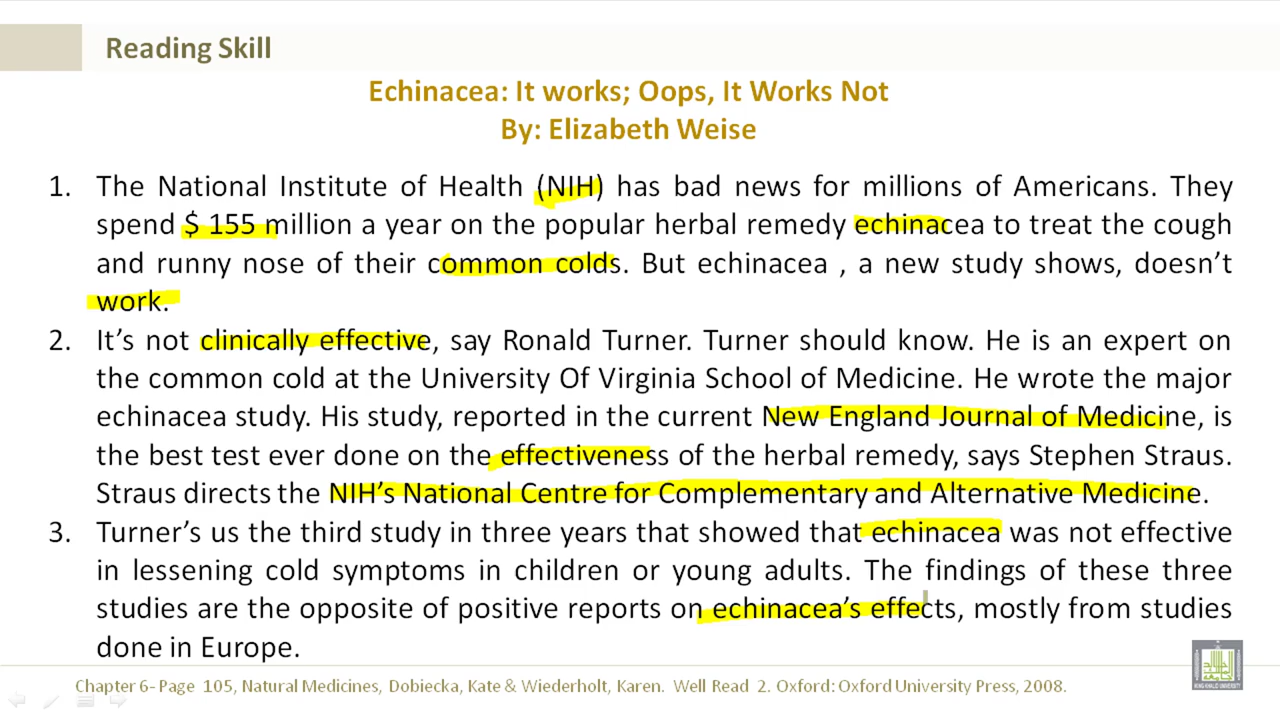 Reading Skill
Echinacea: It works; Oops, It Works Not
By: Elizabeth Weise
1. The National Institute of Health (NIH) has bad news for millions of Americans. They
spend $ 155 million a year on the popular herbal remedy echinacea to treat the cough
and runny nose of their common colds. But echinacea , a new study shows, doesn’t
work.
2. It’s not clinically effective, say Ronald Turner. Turner should know. He is an expert on
the common cold at the University Of Virginia School of Medicine. He wrote the major
echinacea study. His study, reported in the current New England Journal of Medicine, is
the best test ever done on the effectiveness of the herbal remedy, says Stephen Straus.
Straus directs the NIH’s National Centre for Complementary and Alternative Medicine.
3. Turner’s us the third study in three years that showed that echinacea was not effective
in lessening cold symptoms in children or young adults. The findings of these three
studies are the opposite of positive reports on echinacea’s effects, mostly from studies
done in Europe.
Chapter 6- Page 105, Natural Medicines, Dobiecka, Kate & Wiederholt, Karen. Well Read 2. Oxford: Oxford University Press, 2008.
KING KHALID UNIVERSITY